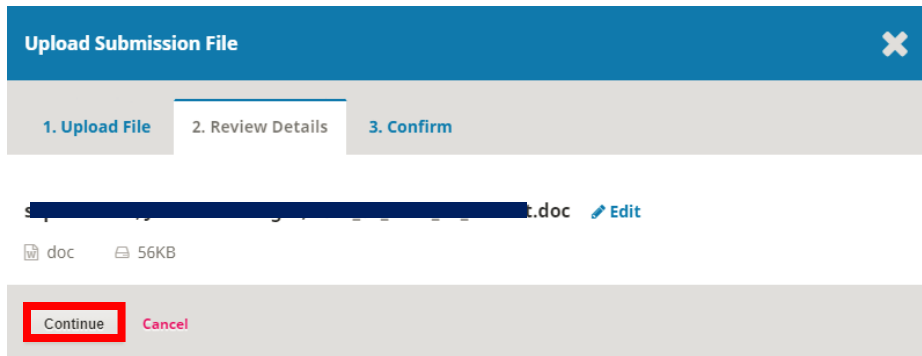 Upload Submission File
1. Upload File 2. Review Details 3. Confirm
.doc Edit
doc 56KB
Continue Cancel